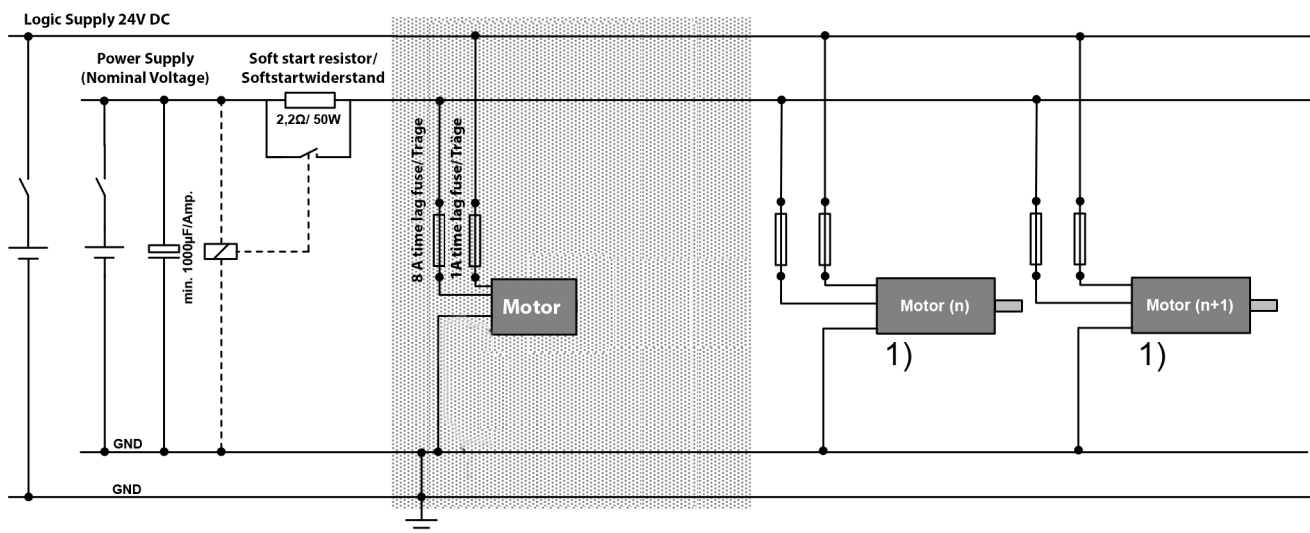 Logic Supply 24V DC
Power Supply
(Nominal Voltage)
Soft start resistor/
Softstartwiderstand
2,2Ω/ 50W
min. 1000µF/Amp.
8 A time lag fuse/ Träge
1A time lag fuse/ Träge
Motor
Motor (n)
1)
Motor (n+1)
1)
GND
GND